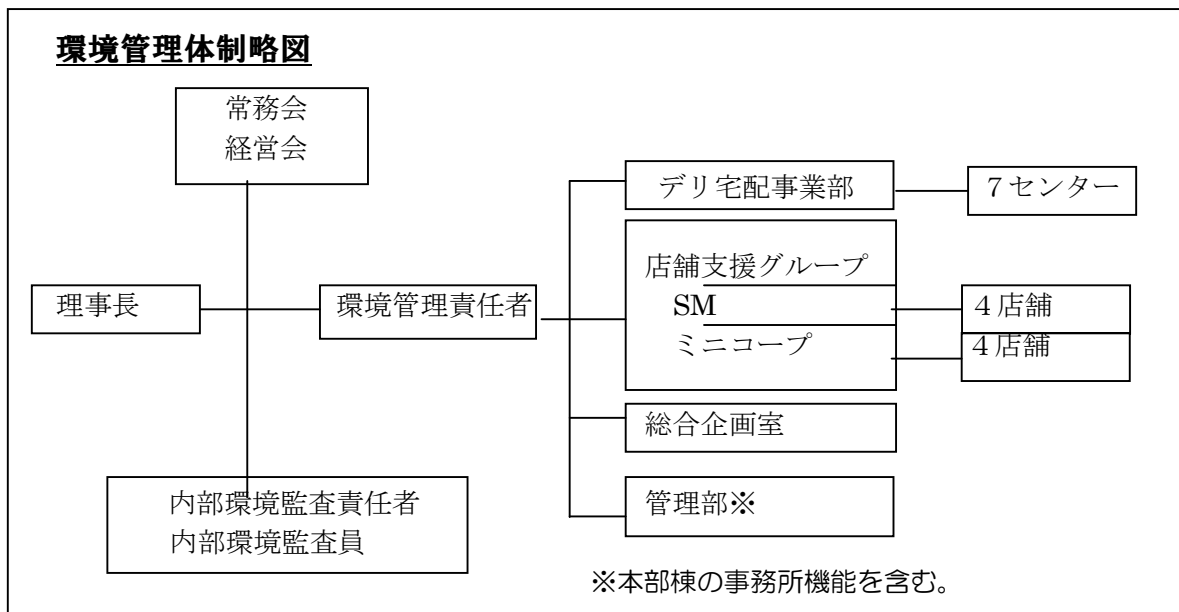 環境管理体制略図
常務会
経営会
理事長
環境管理責任者
内部環境監査責任者
内部環境監査員
デリ宅配事業部
７センター
店舗支援グループ
SM
４店舗
ミニコープ
４店舗
総合企画室
管理部※
※本部棟の事務所機能を含む。